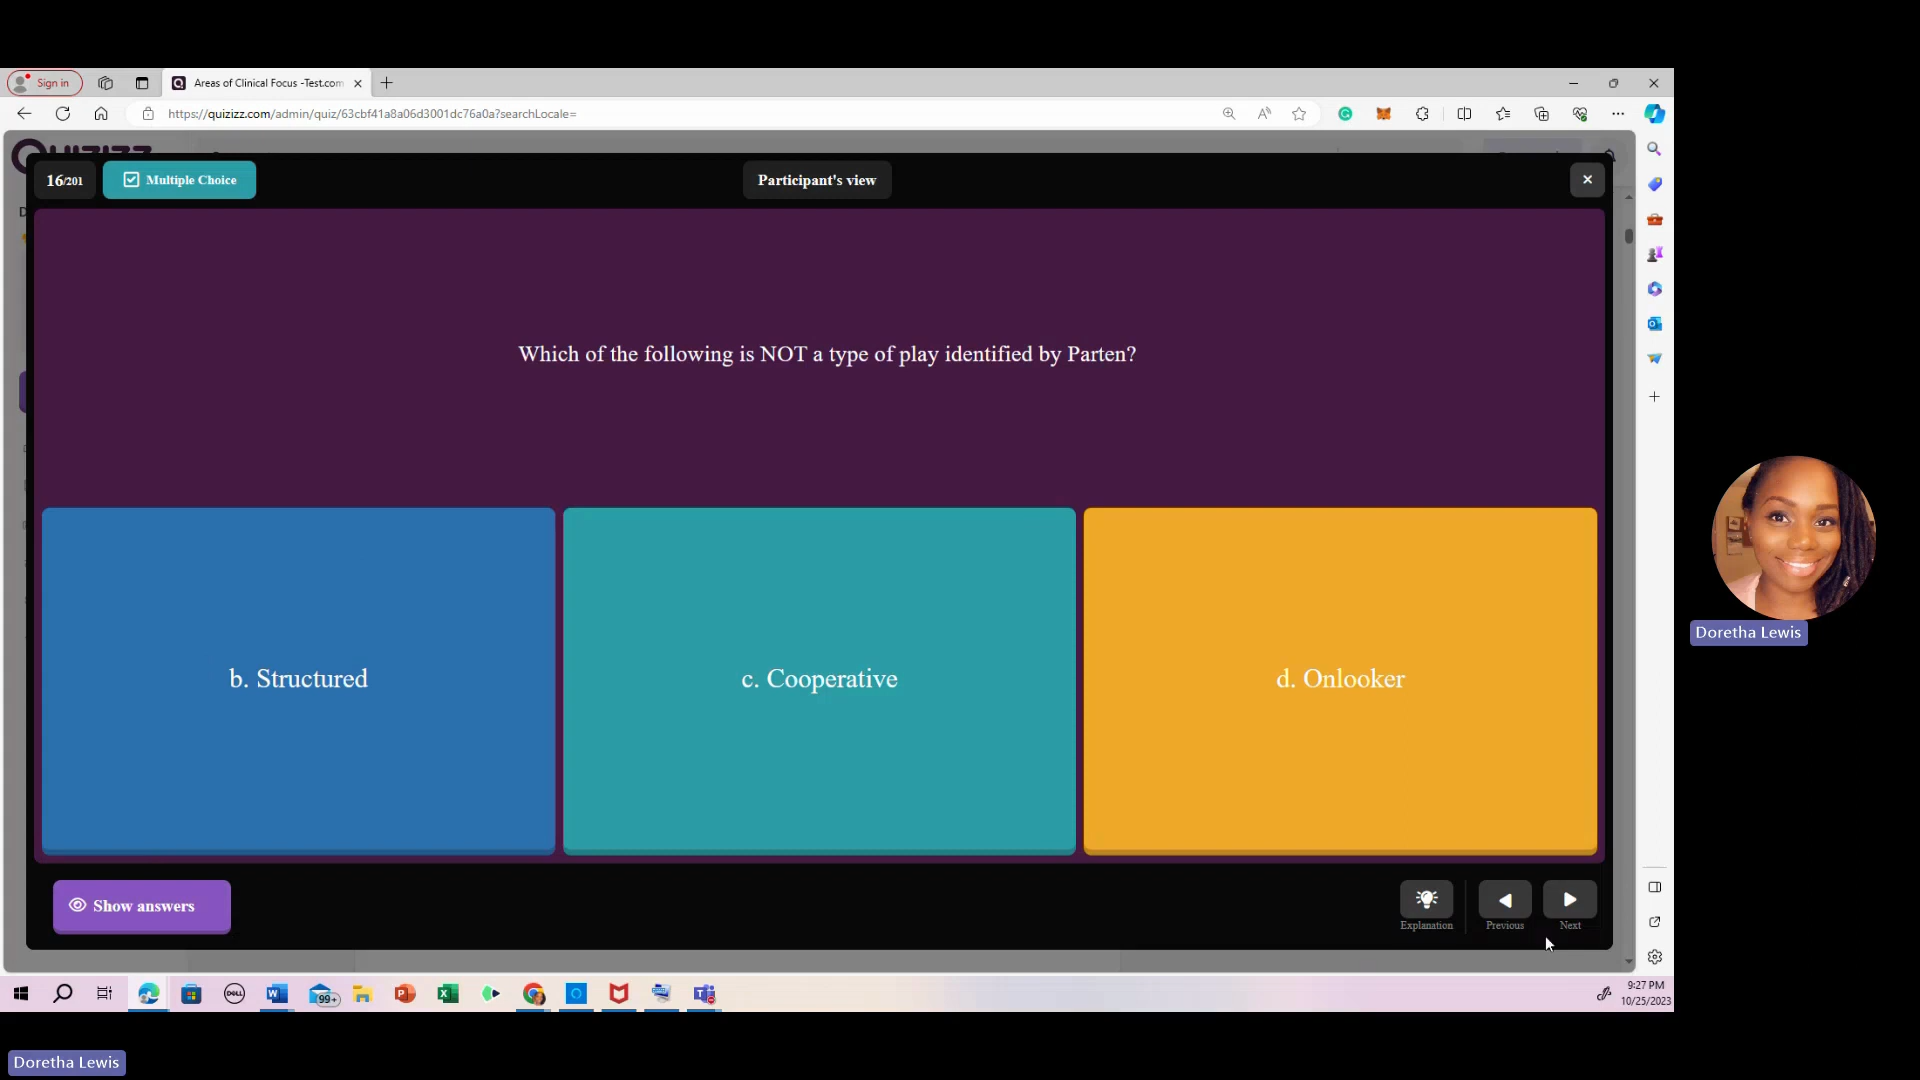 Sign in
Areas of Clinical Focus -Test.com
https://quizizz.com/admin/quiz/63cbf41a8a06d3001dc76a0a?searchLocale=
16/201
Multiple Choice
Participant's view
Which of the following is NOT a type of play identified by Parten?
b. Structured
c. Cooperative
d. Onlooker
Show answers
Explanation
Previous
Next
Doretha Lewis
DELL
99+
9:27 PM
10/25/2023
Doretha Lewis